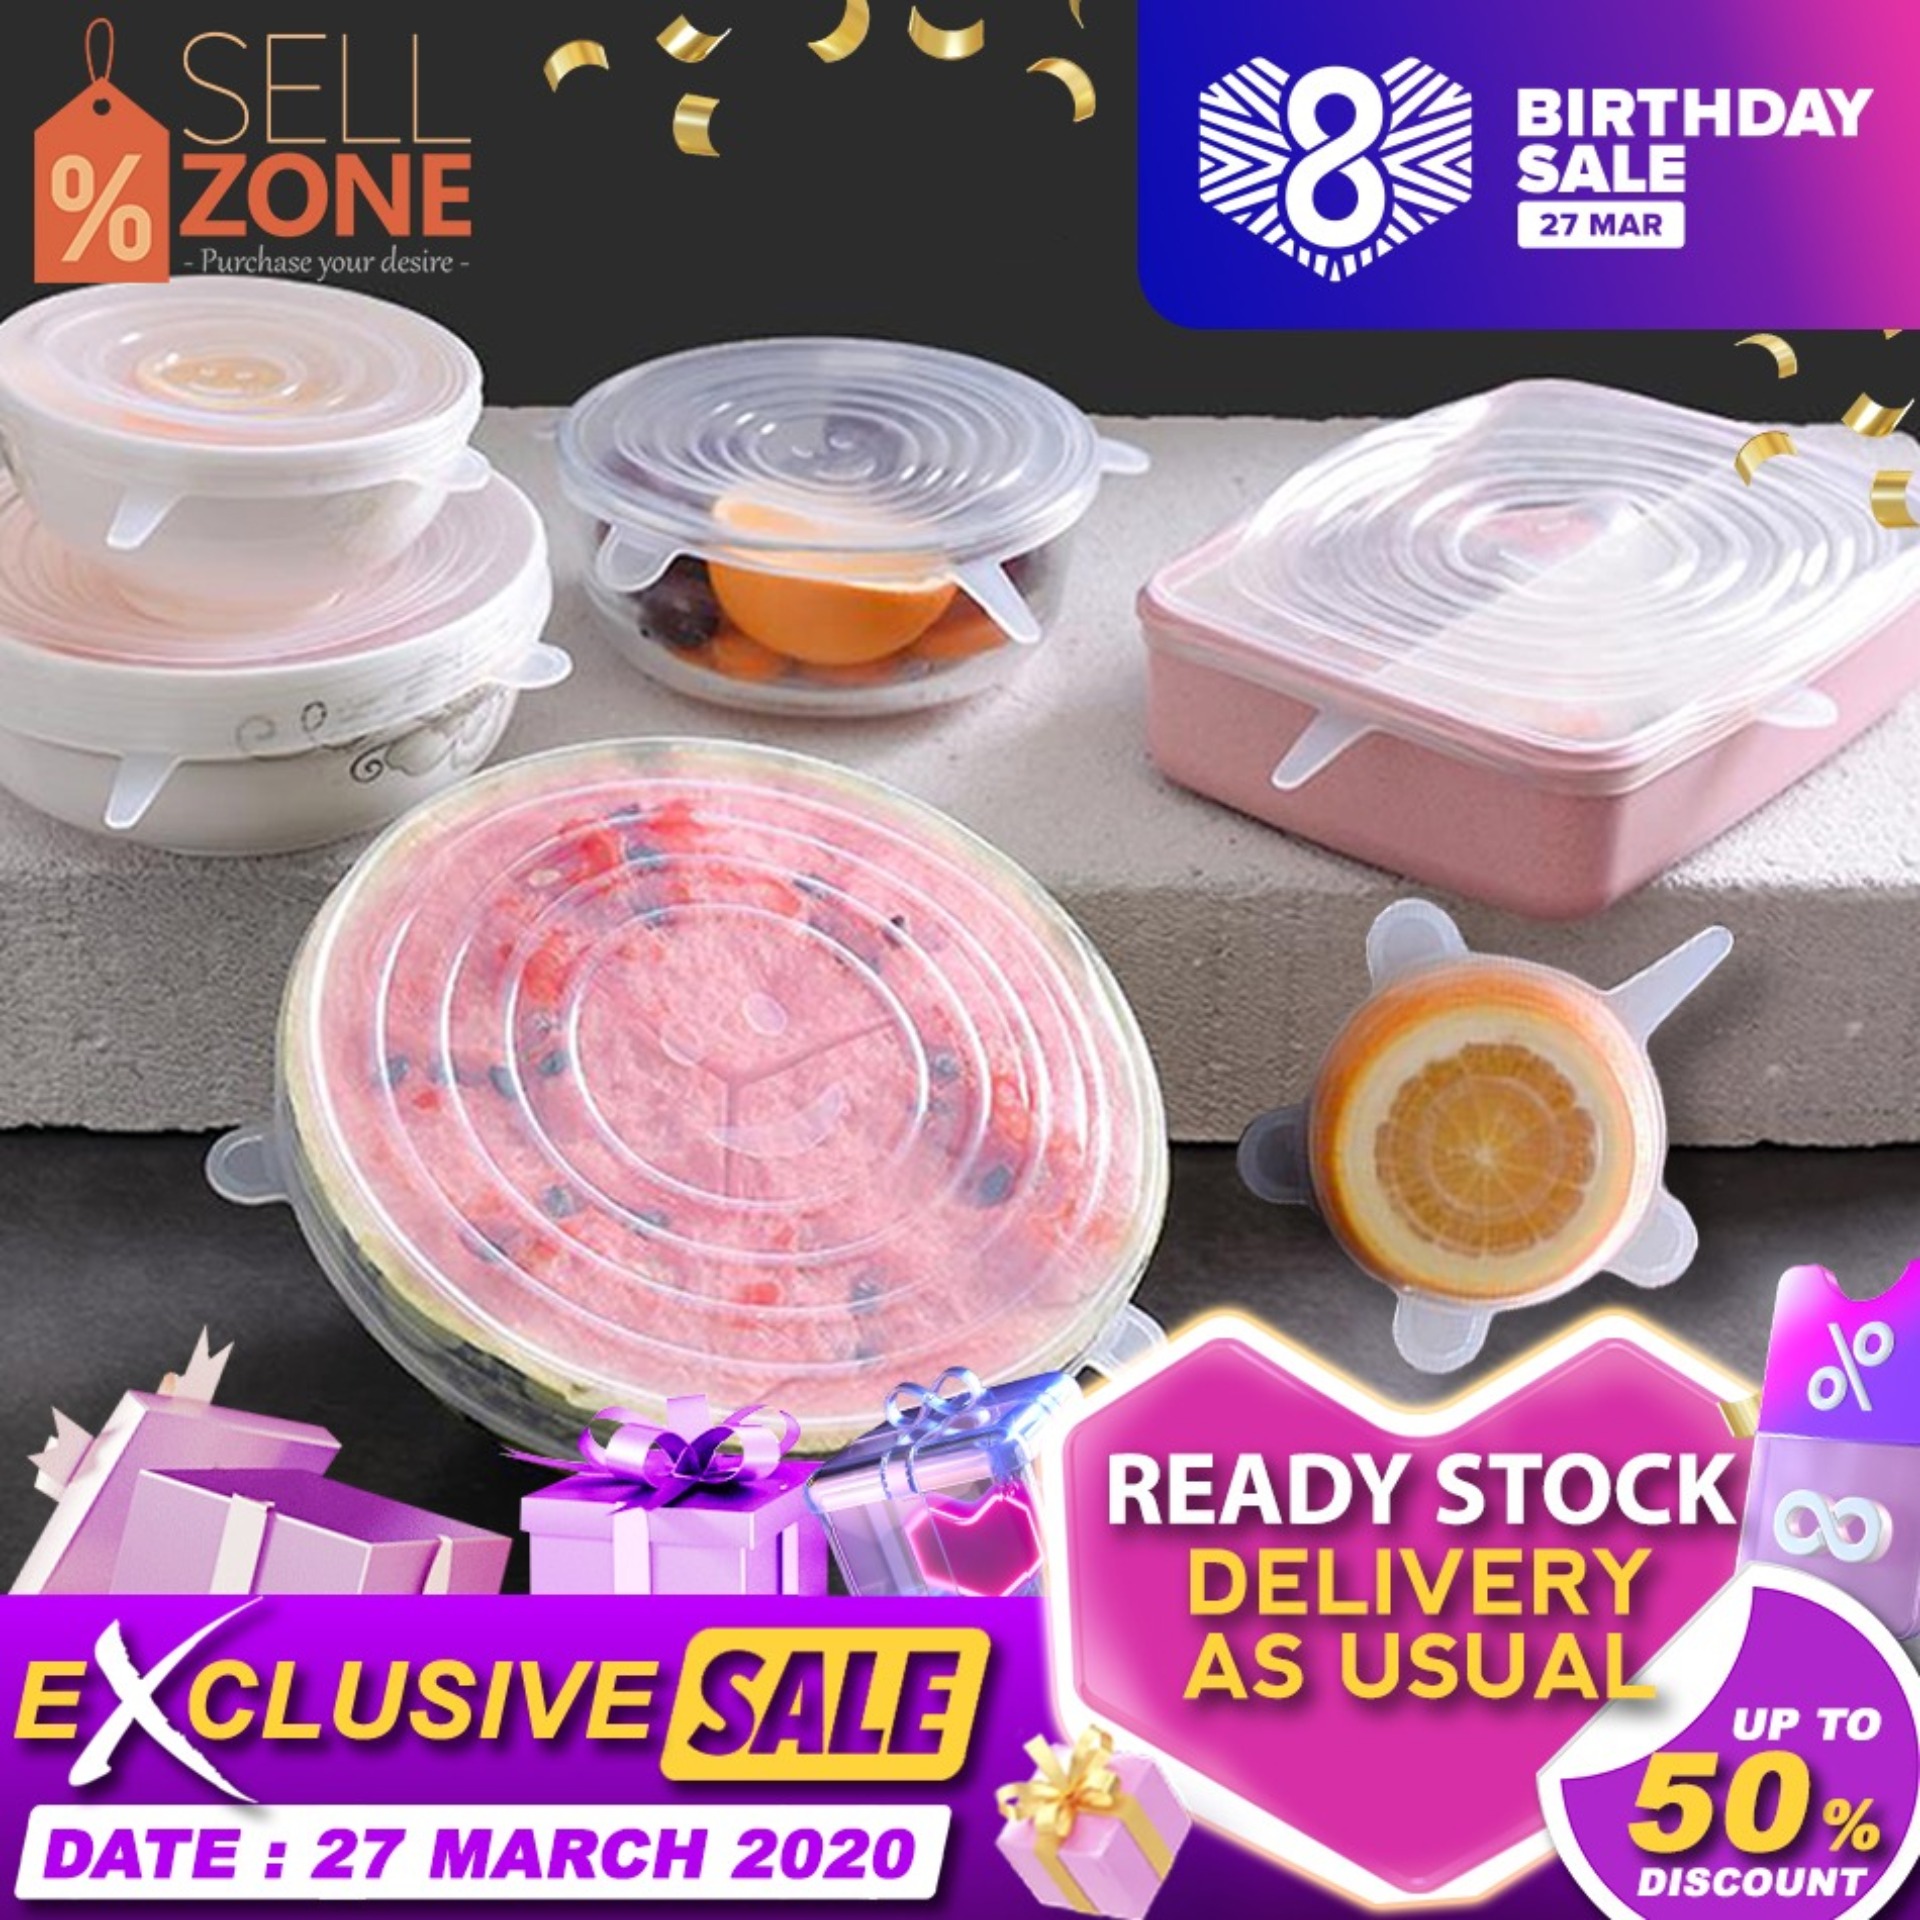 SELL
ZONE
- Purchase your desire -
%
8
BIRTHDAY
SALE
27 MAR
%
READY STOCK
DELIVERY
AS USUAL
EXCLUSIVE SALE
DATE : 27 MARCH 2020
UP TO
50%
DISCOUNT